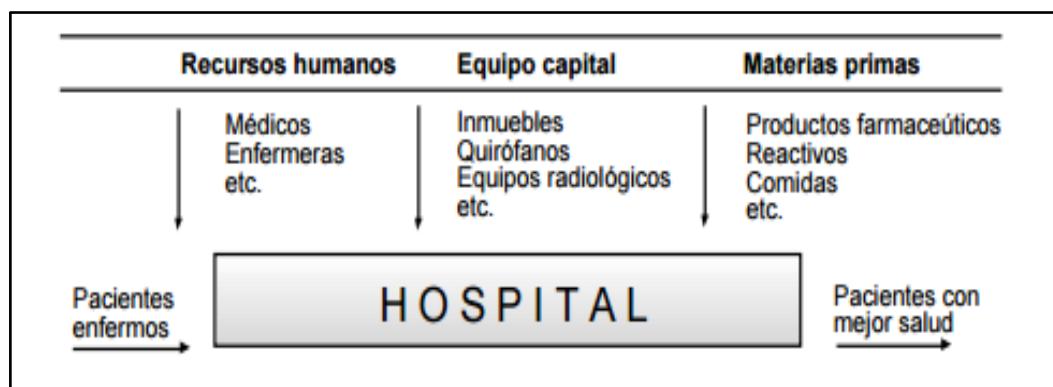 Recursos humanos Equipo capital Materias primas
Médicos
Enfermeras
etc.
Inmuebles
Quirófanos
Equipos radiológicos
etc.
Productos farmaceúticos
Reactivos
Comidas
etc.
Pacientes
enfermos
HOSPITAL
Pacientes con
mejor salud